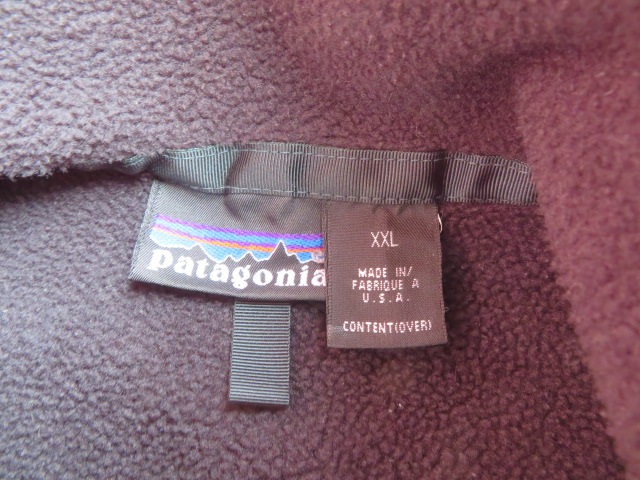 patagonia
XXL
MADE IN/
FABRIQUE A
U.S.A.
CONTENT(OVER)